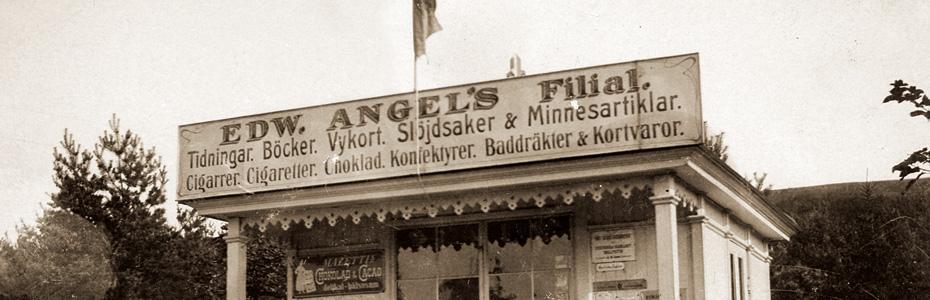 EDW. ANGEL'S Filial.
Tidningar. Böcker. Vykort. Slöjdsaker & Minnesartiklar.
Cigarrer. Cigaretter. Choklad. Konfektyrer. Baddräkter & Kortvaror.
MAZETTIS
CHOKLAD & CACAO